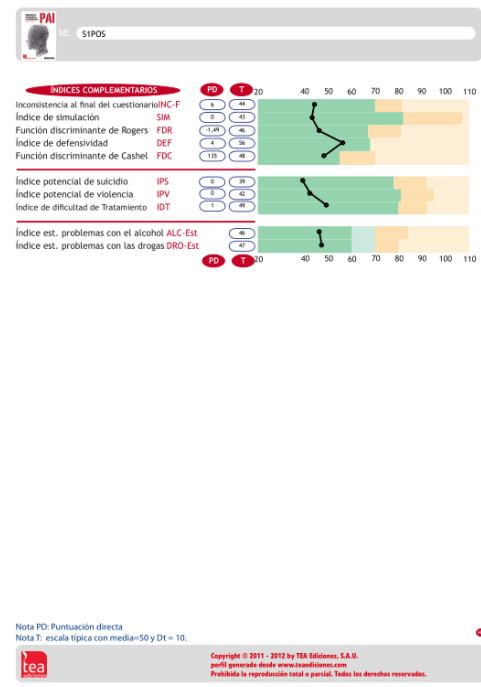 PAI
Id: S1POS
ÍNDICES COMPLEMENTARIOS PD T 20 40 50 60 70 80 90 100 110
Inconsistencia al final del cuestionario INC-F 6 44
Índice de simulación SIM 0 43
Función discriminante de Rogers FDR -1,49 46
Índice de defensividad DEF 4 56
Función discriminante de Cashel FDC 135 48
Índice potencial de suicidio IPS 0 39
Índice potencial de violencia IPV 0 42
Índice de dificultad de Tratamiento IDT 1 49
Índice est. problemas con el alcohol ALC-Est 46
Índice est. problemas con las drogas DRO-Est 47
PD T 20 40 50 60 70 80 90 100 110
Nota PD: Puntuación directa
Nota T: escala típica con media=50 y Dt = 10.
tea
ediciones
Copyright © 2011 - 2012 by TEA Ediciones, S.A.U.
perfil generado desde www.teaediciones.com
Prohibida la reproducción total o parcial. Todos los derechos reservados.